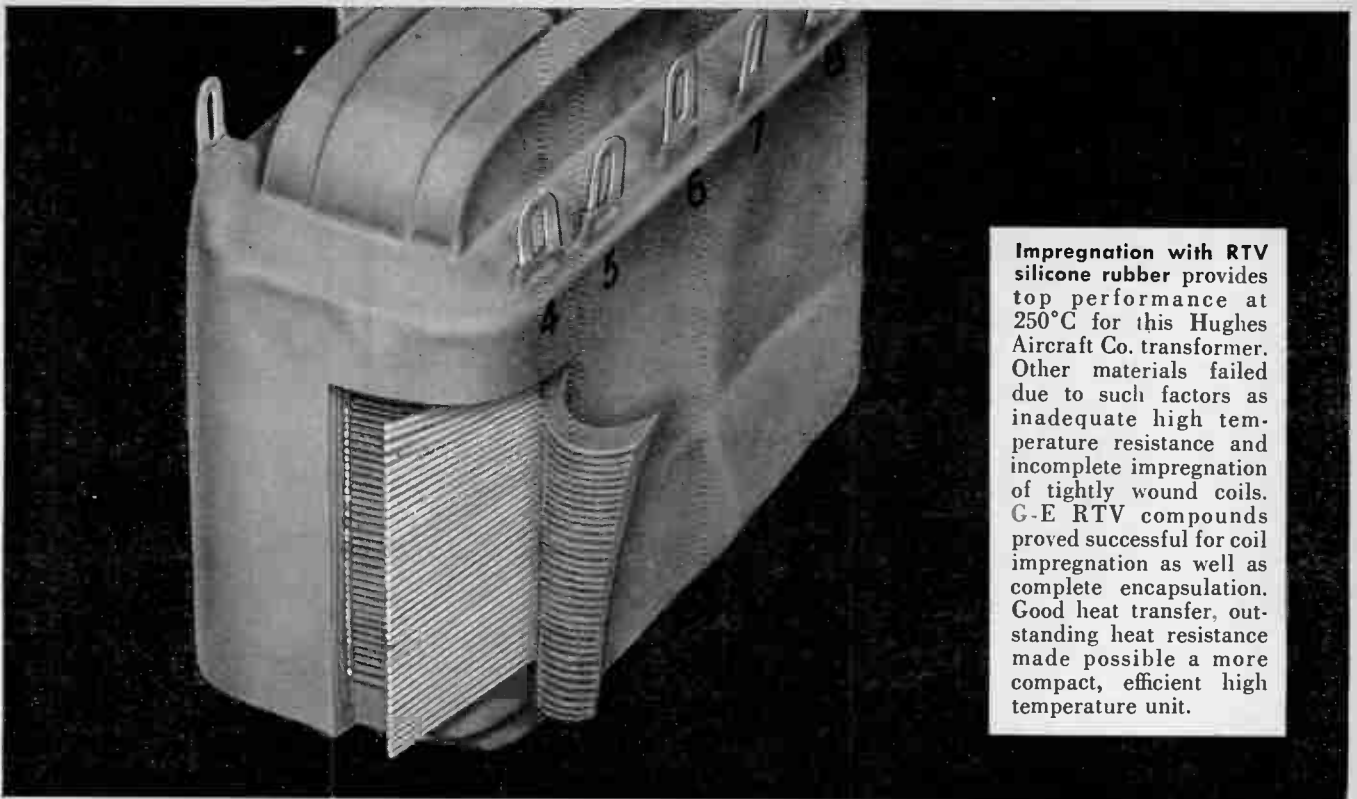 4
5
6
7
8
Impregnation with RTV
silicone rubber provides
top performance at
250°C for this Hughes
Aircraft Co. transformer.
Other materials failed
due to such factors as
inadequate high tem-
perature resistance and
incomplete impregnation
of tightly wound coils.
G-E RTV compounds
proved successful for coil
impregnation as well as
complete encapsulation.
Good heat transfer, out-
standing heat resistance
made possible a more
compact, efficient high
temperature unit.